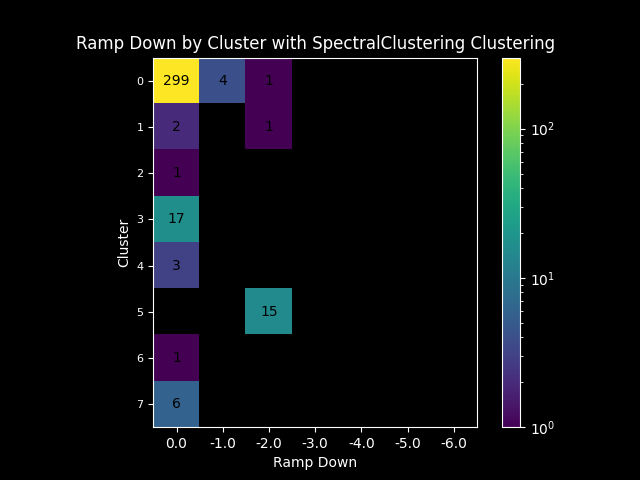 Ramp Down by Cluster with SpectralClustering Clustering
0 299 4 1
1 2 1
2 1
3 17
4 3
5 15
6 1
7 6
Cluster
0.0 -1.0 -2.0 -3.0 -4.0 -5.0 -6.0
Ramp Down
10²
10¹
10⁰